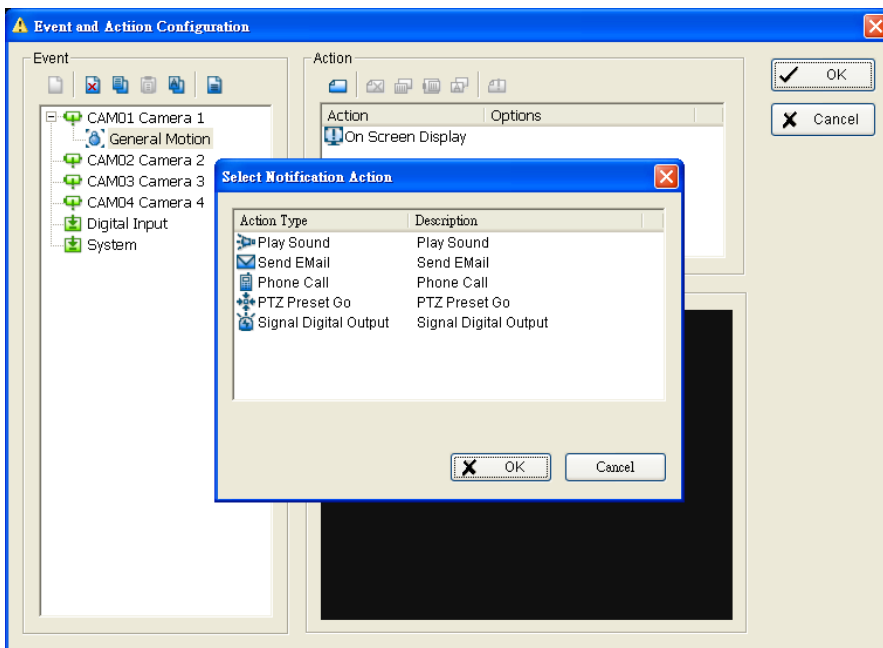 Event and Actiion Configuration
Event
Action
OK
Cancel
CAM01 Camera 1
General Motion
CAM02 Camera 2
CAM03 Camera 3
CAM04 Camera 4
Digital Input
System
Action Options
On Screen Display
Select Notification Action
Action Type Description
Play Sound Play Sound
Send EMail Send EMail
Phone Call Phone Call
PTZ Preset Go PTZ Preset Go
Signal Digital Output Signal Digital Output
OK Cancel